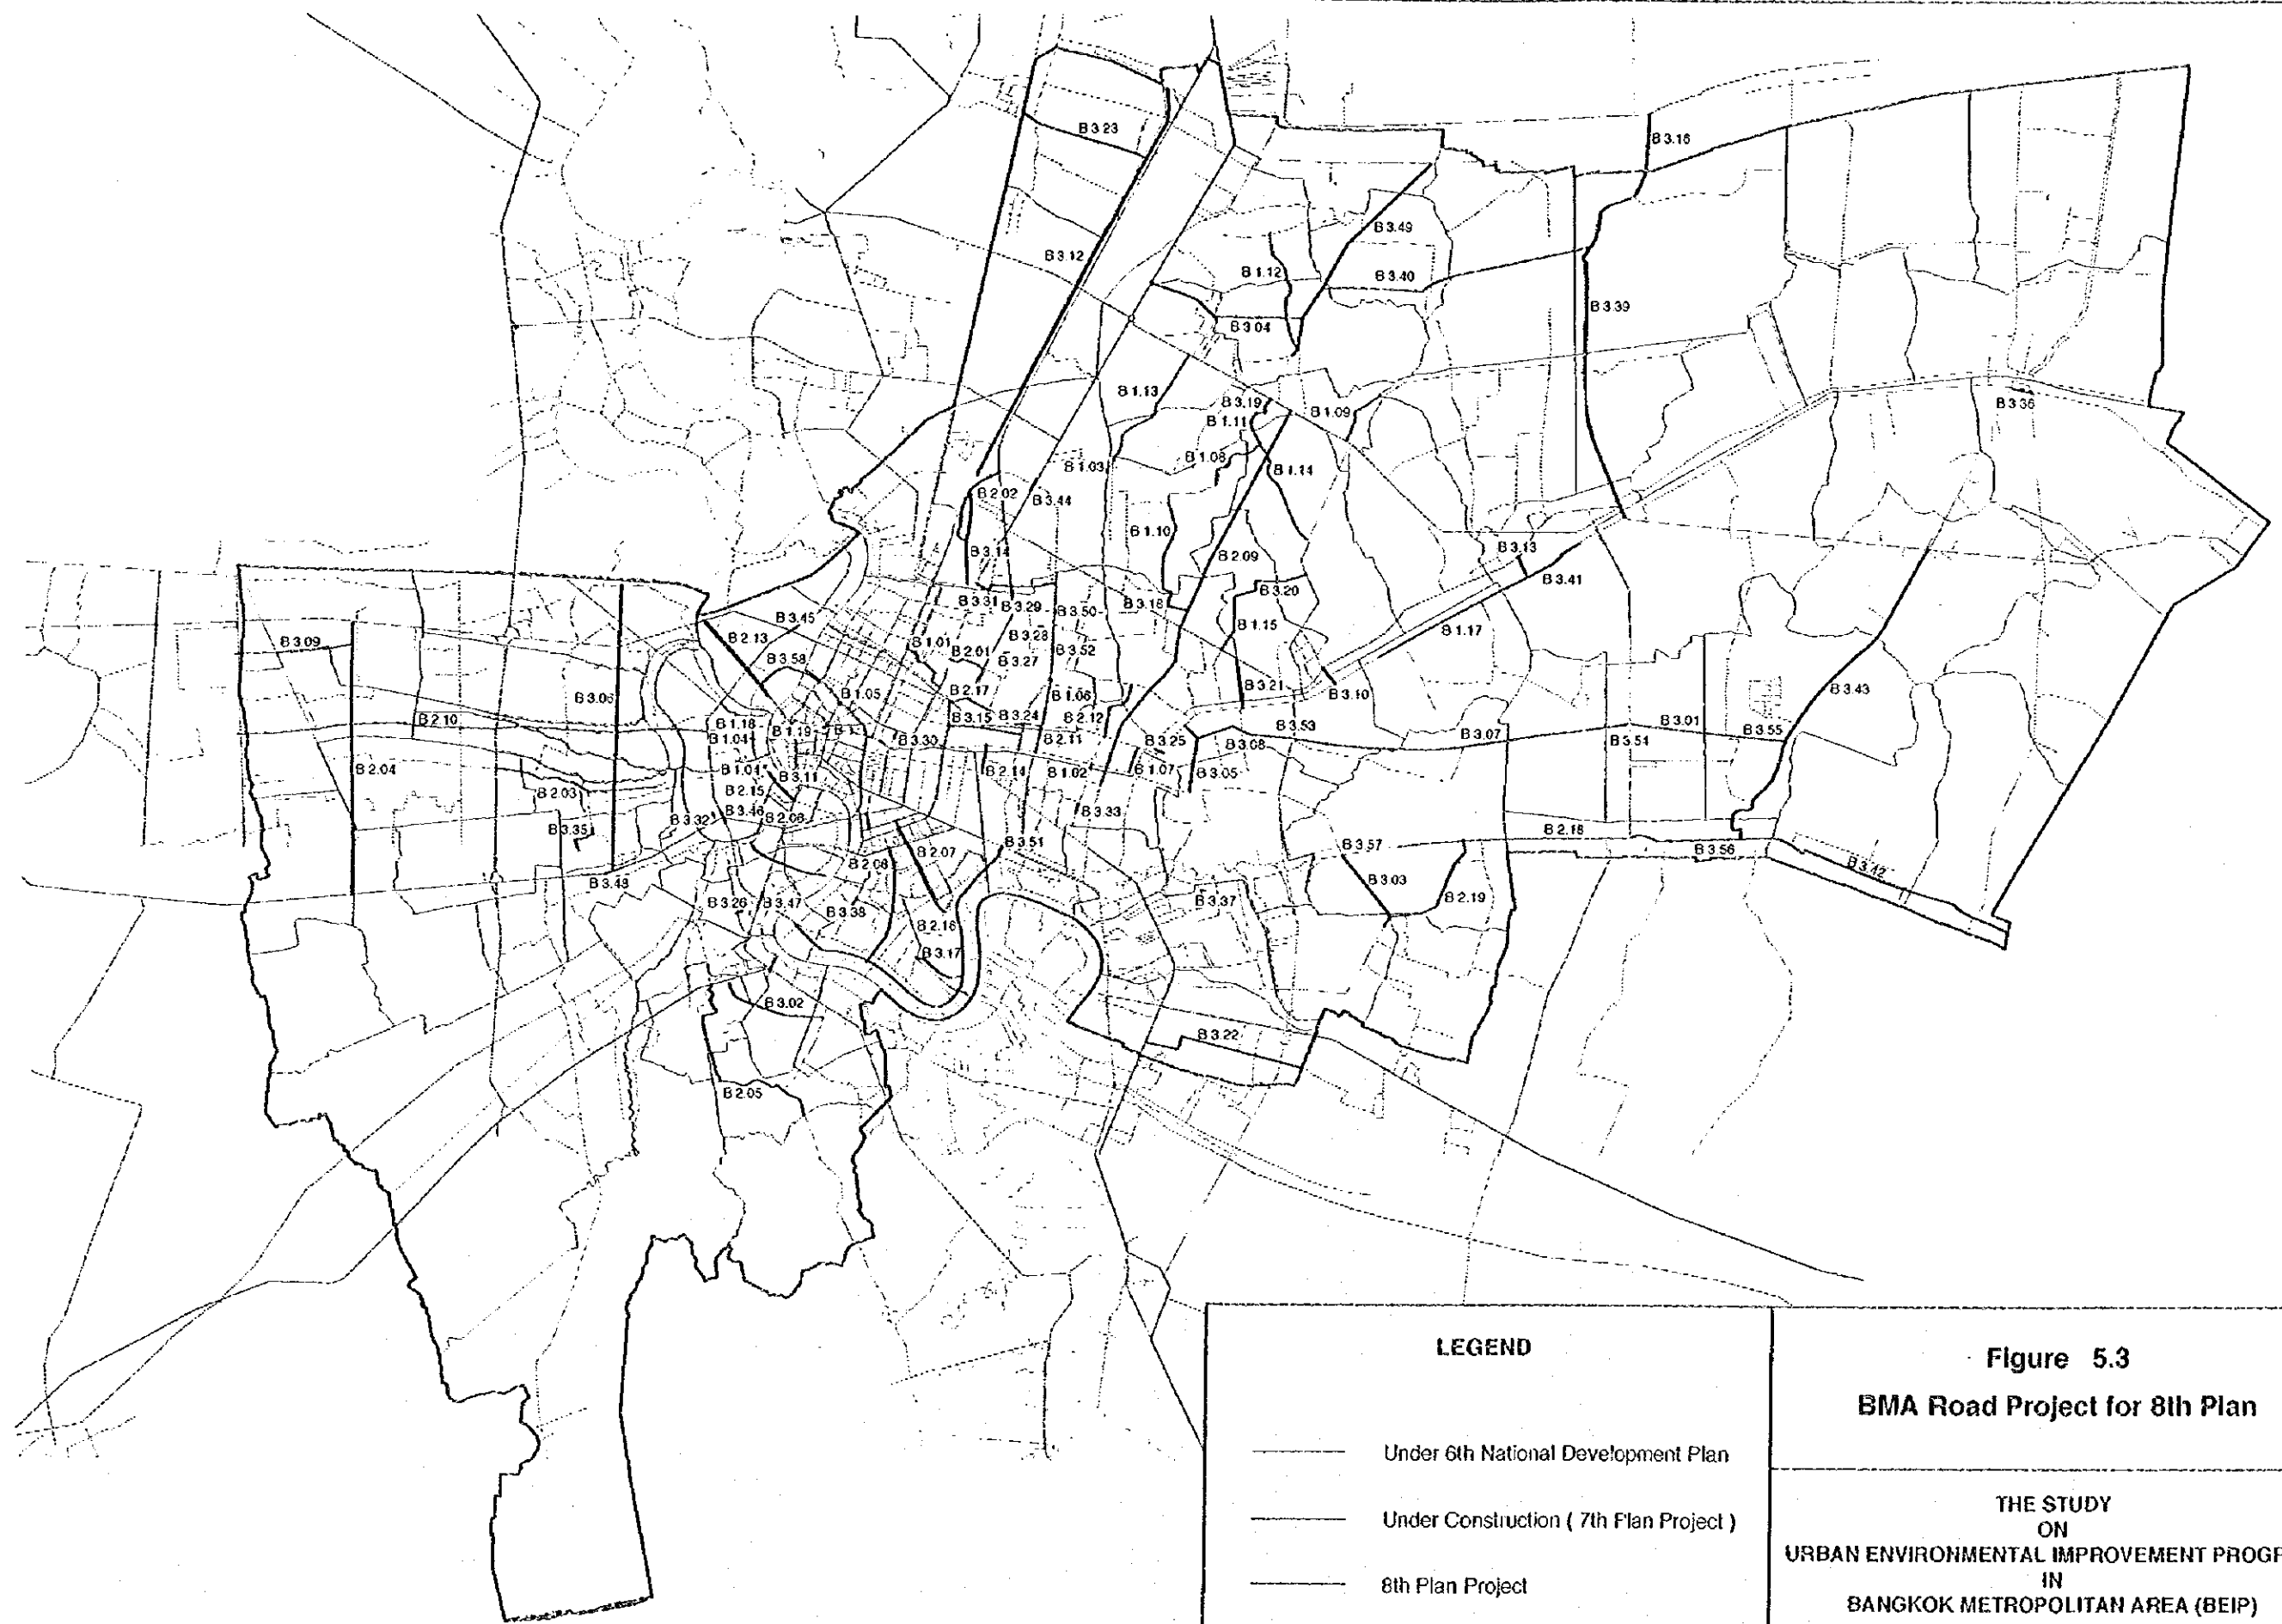 B 3.23
B 3.16
B 3.49
B 3.12
B 1.12
B 3.40
B 3.39
B 3.04
B 1.13
B 3.19
B 1.09
B 3.36
B 1.11
B 1.08
B 1.03
B 1.14
B 2.02
B 3.44
B 1.10
B 3.14
B 2.09
B 3.13
B 3.41
B 3.20
B 3.31
B 3.29
B 3.50
B 3.18
B 3.45
B 1.15
B 1.17
B 3.09
B 2.13
B 1.01
B 2.01
B 3.28
B 3.52
B 3.27
B 3.58
B 3.21
B 3.10
B 3.43
B 3.06
B 1.05
B 2.17
B 1.06
B 2.10
B 1.18
B 3.15
B 3.24
B 2.12
B 3.53
B 3.01
B 1.04
B 1.19
B 3.30
B 2.11
B 3.25
B 3.08
B 3.07
B 3.54
B 3.55
B 2.04
B 1.04
B 3.11
B 2.14
B 1.02
B 1.07
B 3.05
B 2.03
B 2.15
B 3.46
B 2.06
B 3.33
B 3.35
B 3.32
B 3.51
B 2.07
B 2.18
B 3.57
B 3.56
B 2.08
B 3.42
B 3.48
B 3.03
B 2.19
B 3.26
B 3.47
B 3.38
B 3.37
B 2.16
B 3.17
B 3.02
B 3.22
B 2.05
LEGEND
Under 6th National Development Plan
Under Construction ( 7th Plan Project )
8th Plan Project
Figure 5.3
BMA Road Project for 8th Plan
THE STUDY
ON
URBAN ENVIRONMENTAL IMPROVEMENT PROGR
IN
BANGKOK METROPOLITAN AREA (BEIP)